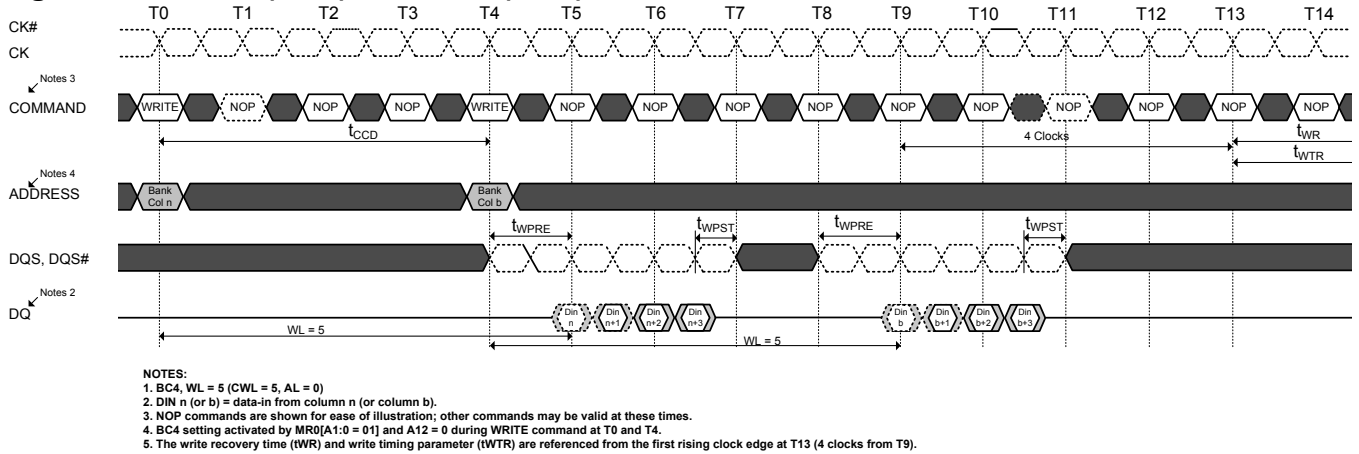 T0 T1 T2 T3 T4 T5 T6 T7 T8 T9 T10 T11 T12 T13 T14
CK#
CK
Notes 3
COMMAND
WRITE NOP NOP NOP WRITE NOP NOP NOP NOP NOP NOP NOP NOP NOP NOP
tCCD
4 Clocks
tWR
tWTR
Notes 4
ADDRESS
Bank Col n
Bank Col b
tWPRE
tWPST
tWPRE
tWPST
DQS, DQS#
Notes 2
DQ
Din n
Din n+1
Din n+2
Din n+3
Din b
Din b+1
Din b+2
Din b+3
WL = 5
WL = 5
NOTES:
1. BC4, WL = 5 (CWL = 5, AL = 0)
2. DIN n (or b) = data-in from column n (or column b).
3. NOP commands are shown for ease of illustration; other commands may be valid at these times.
4. BC4 setting activated by MR0[A1:0 = 01] and A12 = 0 during WRITE command at T0 and T4.
5. The write recovery time (tWR) and write timing parameter (tWTR) are referenced from the first rising clock edge at T13 (4 clocks from T9).